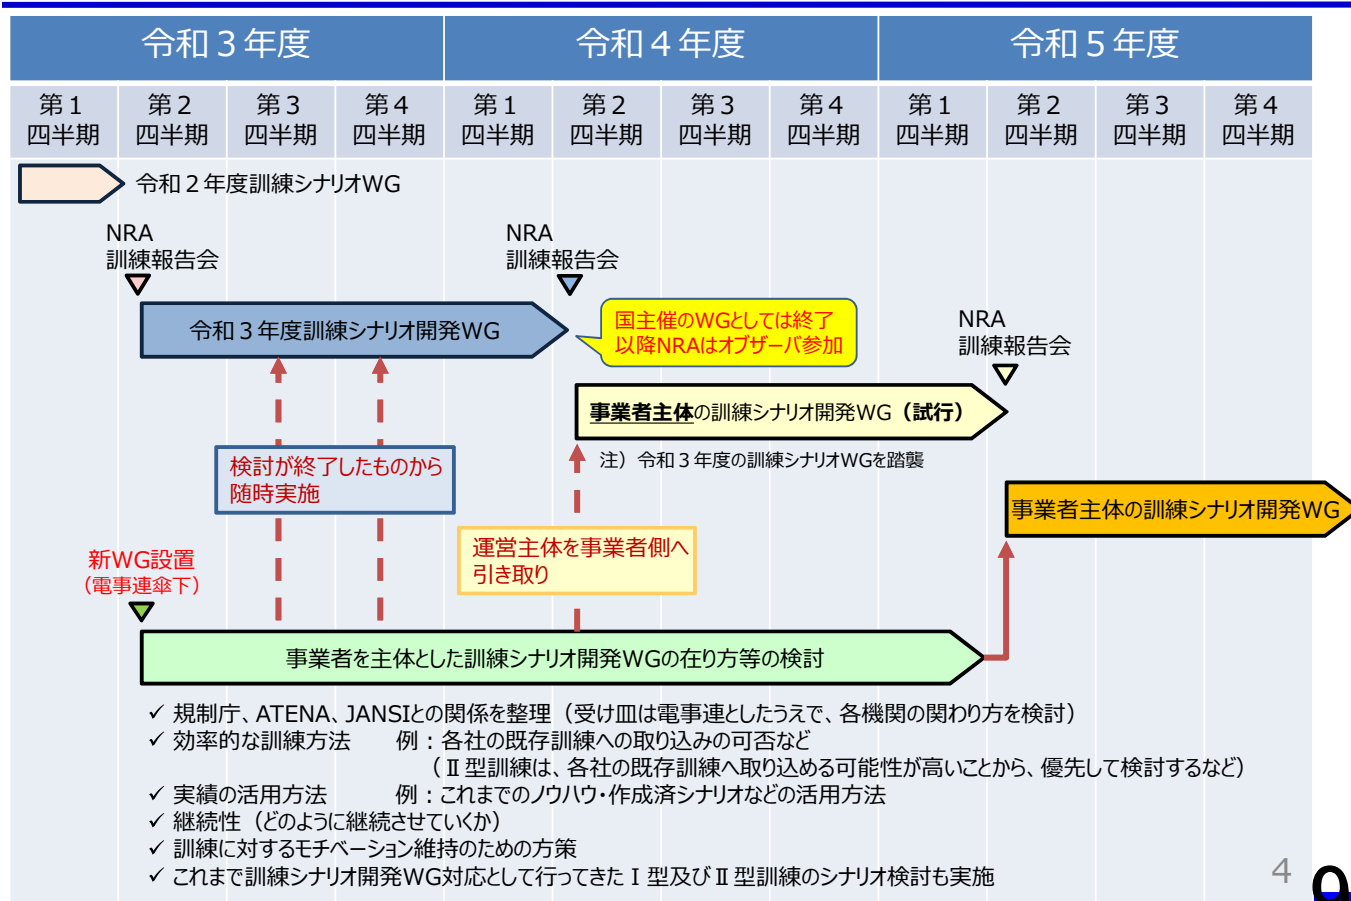 令和３年度
令和４年度
令和５年度
第１
四半期
第２
四半期
第３
四半期
第４
四半期
第１
四半期
第２
四半期
第３
四半期
第４
四半期
第１
四半期
第２
四半期
第３
四半期
第４
四半期
令和２年度訓練シナリオWG
NRA
訓練報告会
NRA
訓練報告会
令和３年度訓練シナリオ開発WG
国主催のWGとしては終了
以降NRAはオブザーバ参加
NRA
訓練報告会
事業者主体の訓練シナリオ開発WG（試行）
注）令和３年度の訓練シナリオWGを踏襲
検討が終了したものから
随時実施
事業者主体の訓練シナリオ開発WG
運営主体を事業者側へ
引き取り
新WG設置
（電事連傘下）
事業者を主体とした訓練シナリオ開発WGの在り方等の検討
✓ 規制庁、ATENA、JANSIとの関係を整理（受け皿は電事連としたうえで、各機関の関わり方を検討）
✓ 効率的な訓練方法　　例：各社の既存訓練への取り込みの可否など
（Ⅱ型訓練は、各社の既存訓練へ取り込める可能性が高いことから、優先して検討するなど）
✓ 実績の活用方法　　　例：これまでのノウハウ・作成済シナリオなどの活用方法
✓ 継続性（どのように継続させていくか）
✓ 訓練に対するモチベーション維持のための方策
✓ これまで訓練シナリオ開発WG対応として行ってきたⅠ型及びⅡ型訓練のシナリオ検討も実施
4